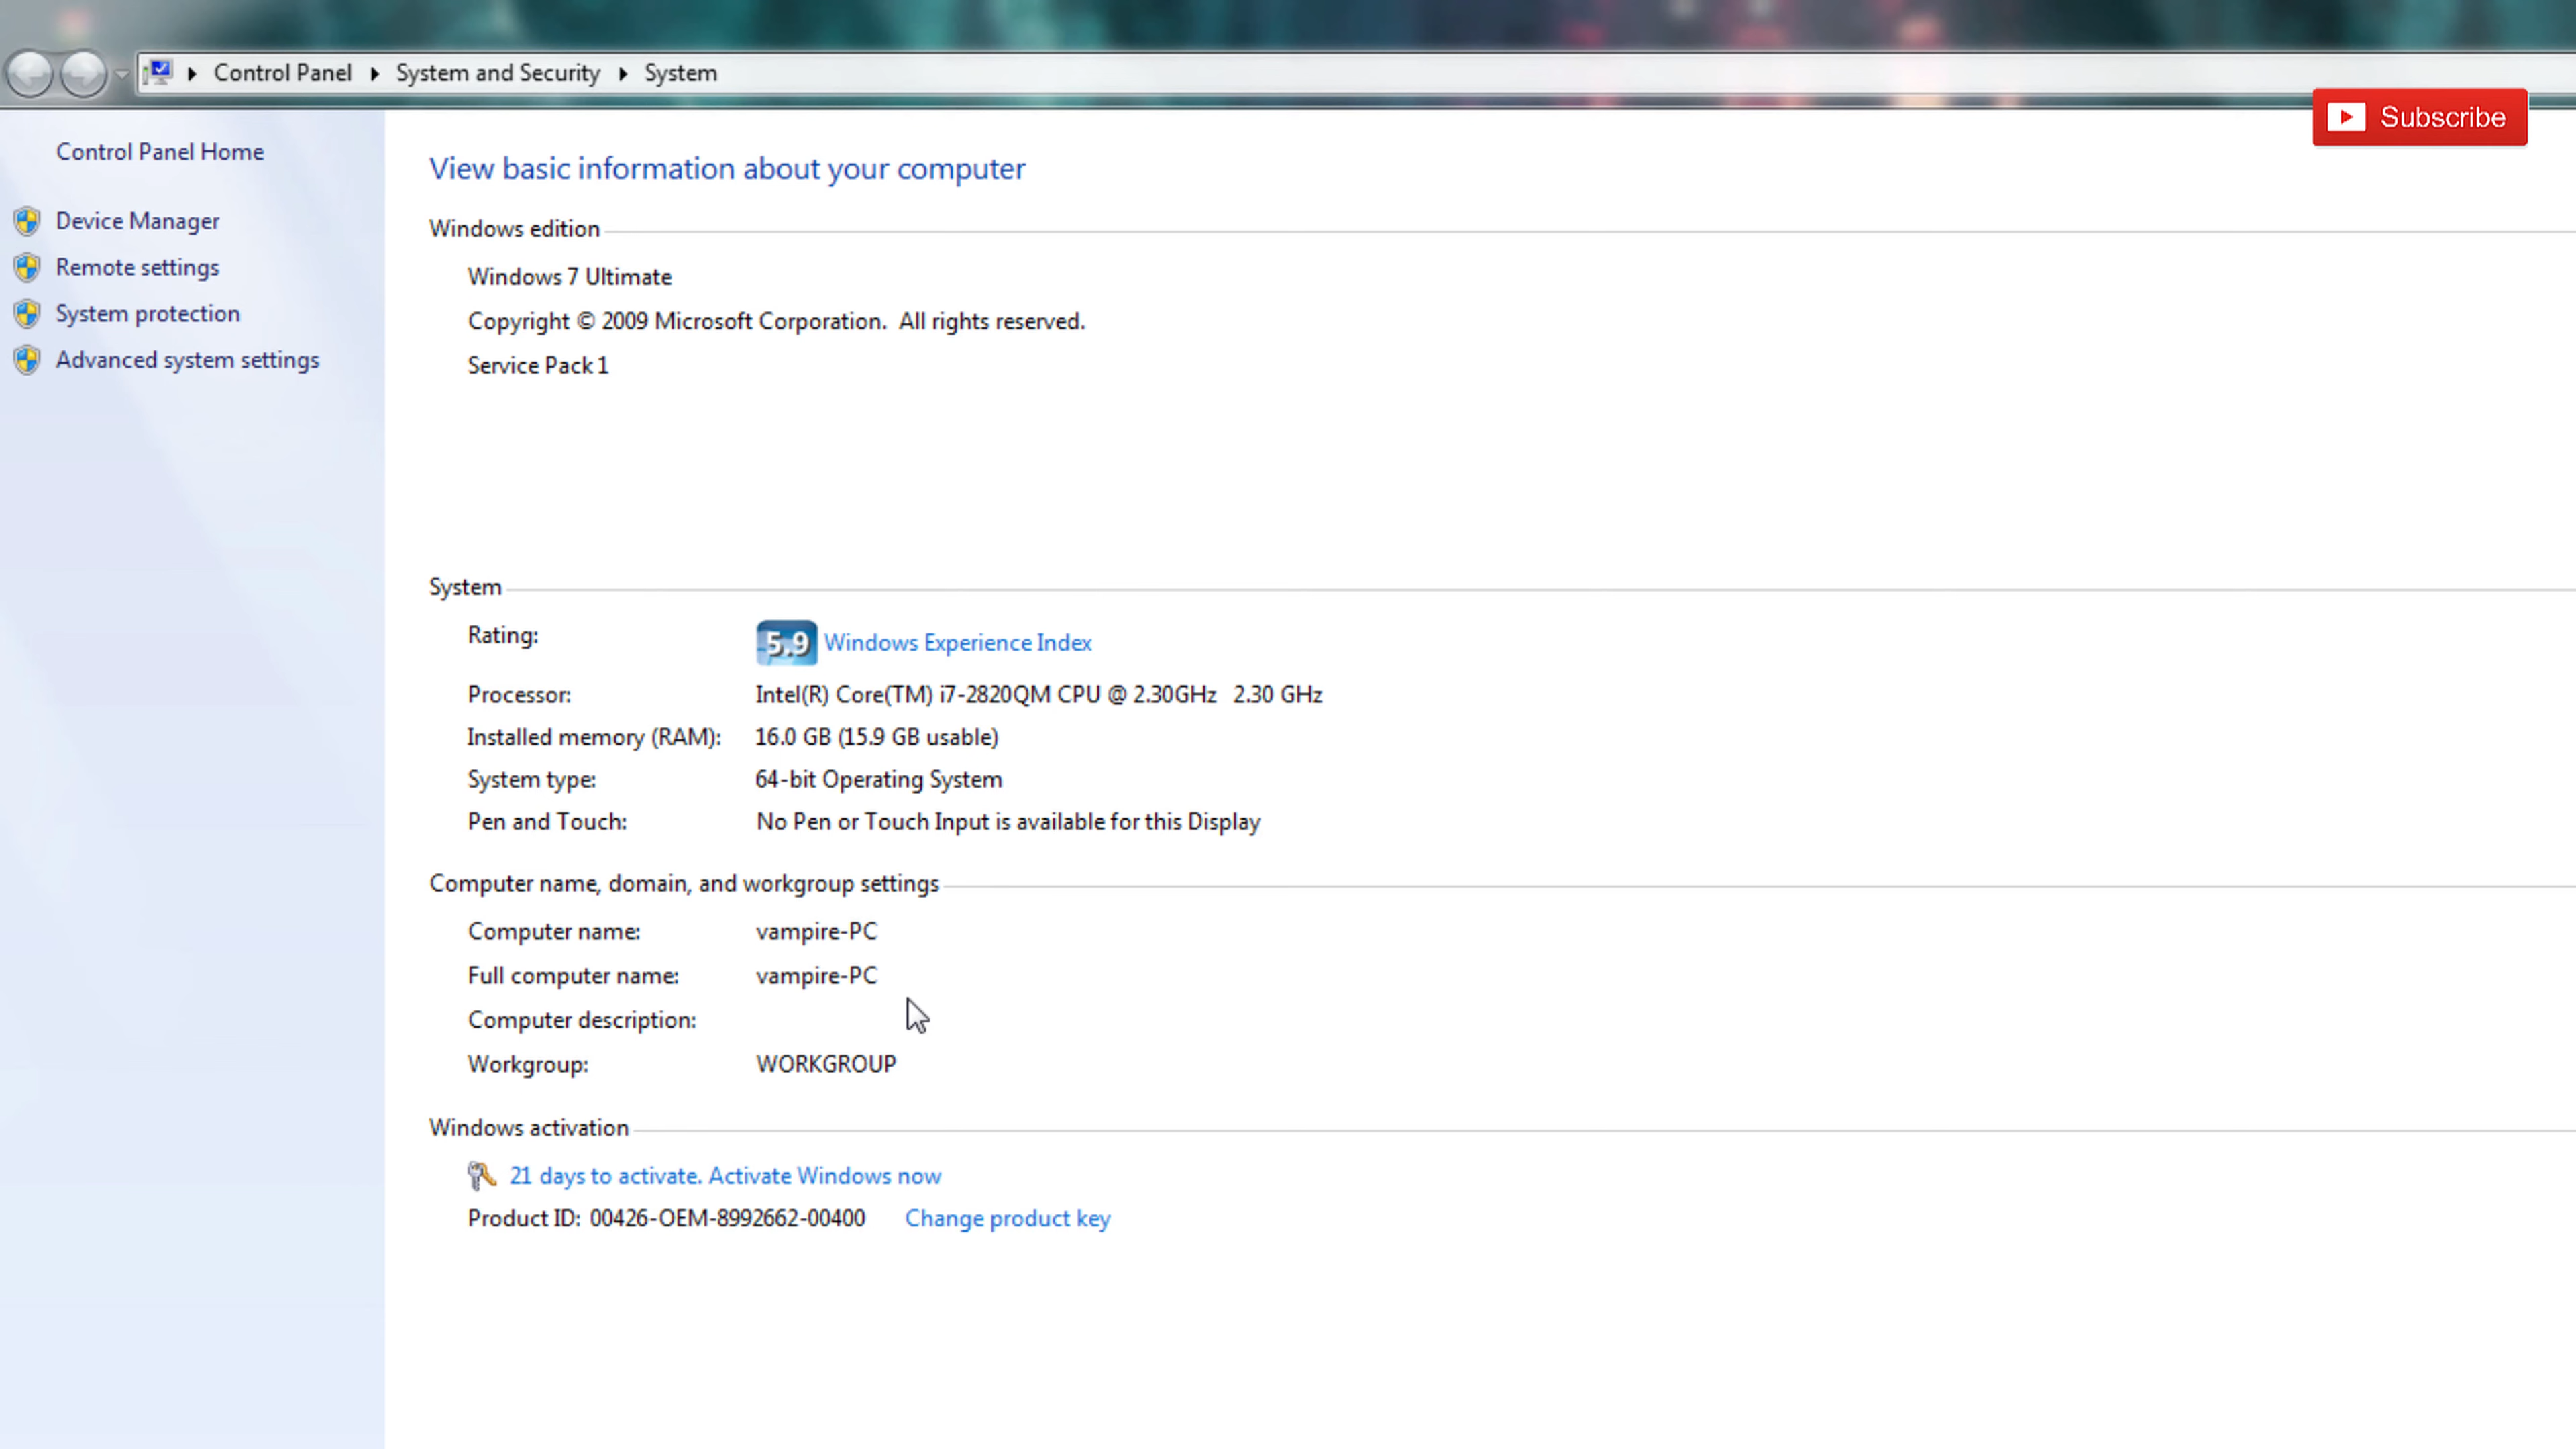 Control Panel System and Security System
Subscribe
Control Panel Home
Device Manager
Remote settings
System protection
Advanced system settings
View basic information about your computer
Windows edition
Windows 7 Ultimate
Copyright © 2009 Microsoft Corporation.  All rights reserved.
Service Pack 1
System
Rating: 5.9 Windows Experience Index
Processor: Intel(R) Core(TM) i7-2820QM CPU @ 2.30GHz   2.30 GHz
Installed memory (RAM): 16.0 GB (15.9 GB usable)
System type: 64-bit Operating System
Pen and Touch: No Pen or Touch Input is available for this Display
Computer name, domain, and workgroup settings
Computer name: vampire-PC
Full computer name: vampire-PC
Computer description:
Workgroup: WORKGROUP
Windows activation
21 days to activate. Activate Windows now
Product ID: 00426-OEM-8992662-00400 Change product key